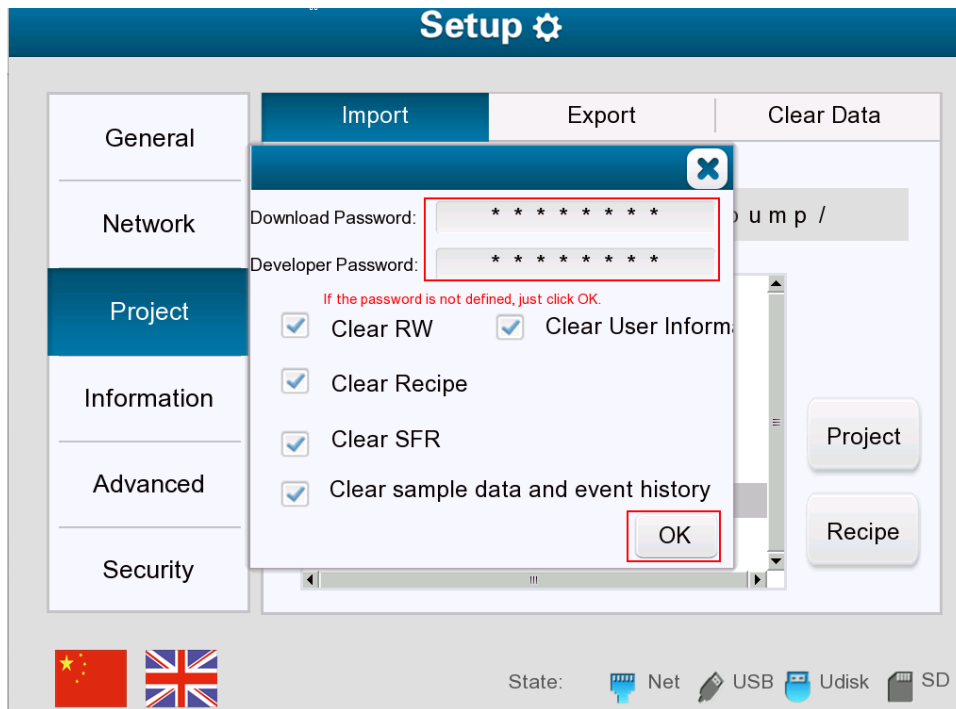 Setup
Import Export Clear Data
General
Network
Project
Information
Advanced
Security
Download Password: * * * * * * * *
Developer Password: * * * * * * * *
If the password is not defined, just click OK.
Clear RW Clear User Informa
Clear Recipe
Clear SFR
Clear sample data and event history
OK
ump/
Project
Recipe
State: Net USB Udisk SD